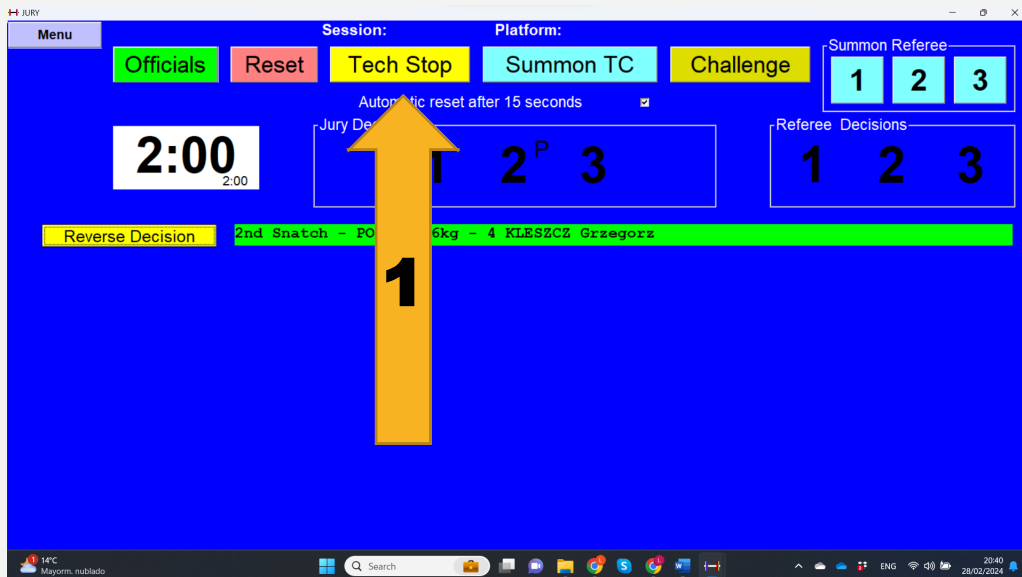 JURY
Menu
Session: Platform:
Officials Reset Tech Stop Summon TC Challenge
Summon Referee
1 2 3
Automatic reset after 15 seconds
Jury
1 2 P 3
Referee Decisions
1 2 3
2:00
2:00
Reverse Decision
2nd Snatch - 6kg - 4 KLESZCZ Grzegorz
1
1
14°C
Mayorm. nublado
Search
ENG
20:40
28/02/2024